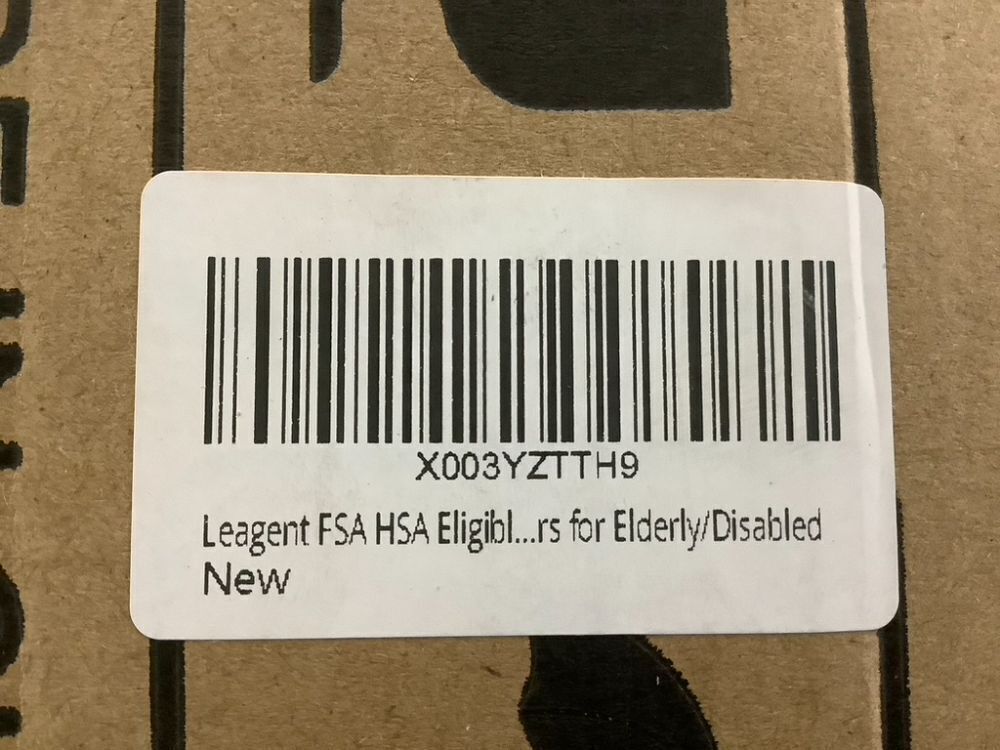 X003YZTTH9
Leagent FSA HSA Eligibl...rs for Elderly/Disabled
New